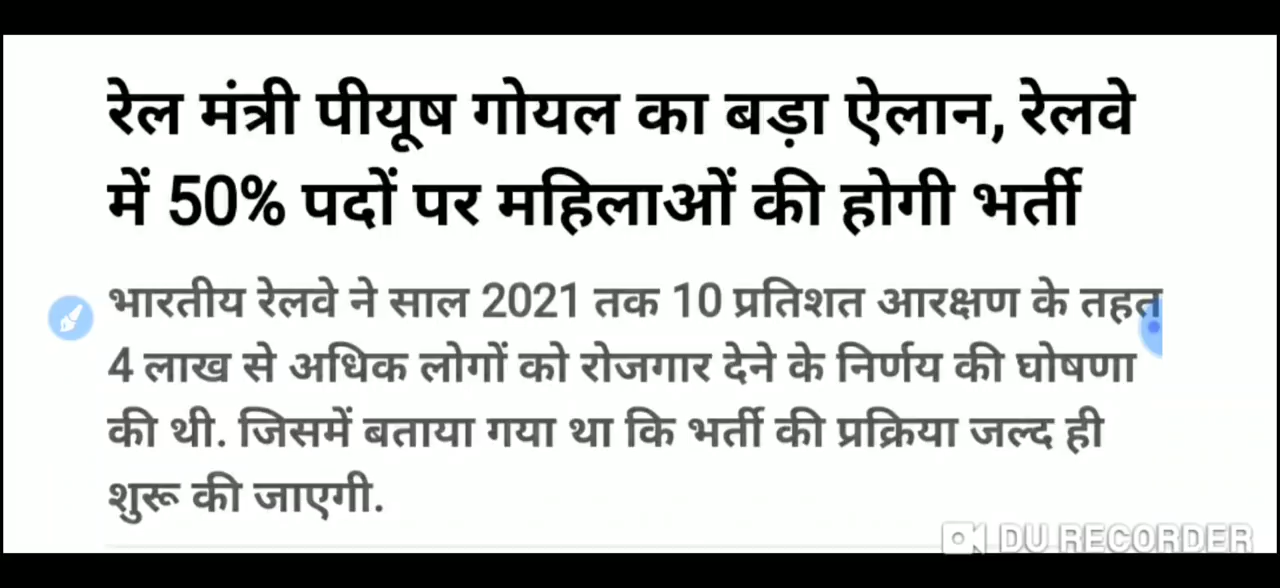 रेल मंत्री पीयूष गोयल का बड़ा ऐलान, रेलवे
में 50% पदों पर महिलाओं की होगी भर्ती
भारतीय रेलवे ने साल 2021 तक 10 प्रतिशत आरक्षण के तहत
4 लाख से अधिक लोगों को रोजगार देने के निर्णय की घोषणा
की थी. जिसमें बताया गया था कि भर्ती की प्रक्रिया जल्द ही
शुरू की जाएगी.
DU RECORDER